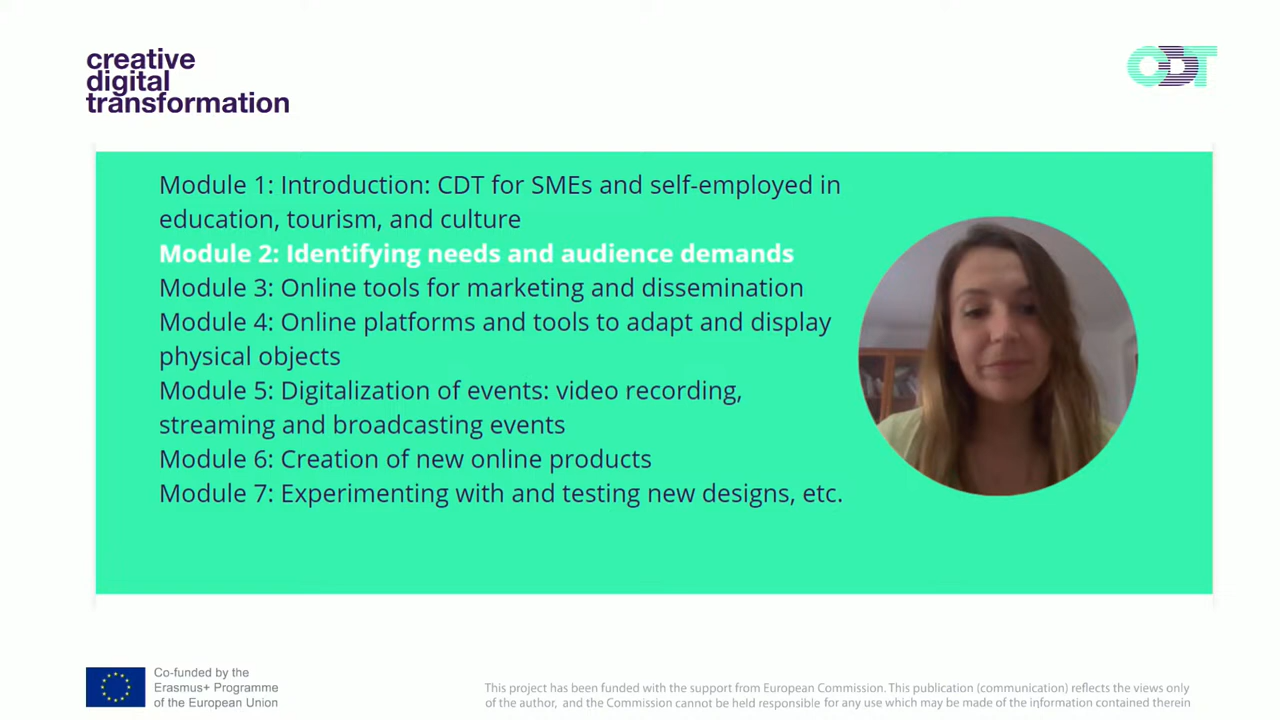 creative
digital
transformation
CDT
Module 1: Introduction: CDT for SMEs and self-employed in
education, tourism, and culture
Module 2: Identifying needs and audience demands
Module 3: Online tools for marketing and dissemination
Module 4: Online platforms and tools to adapt and display
physical objects
Module 5: Digitalization of events: video recording,
streaming and broadcasting events
Module 6: Creation of new online products
Module 7: Experimenting with and testing new designs, etc.
Co-funded by the
Erasmus+ Programme
of the European Union
This project has been funded with the support from European Commission. This publication (communication) reflects the views only
of the author, and the Commission cannot be held responsible for any use which may be made of the information contained therein